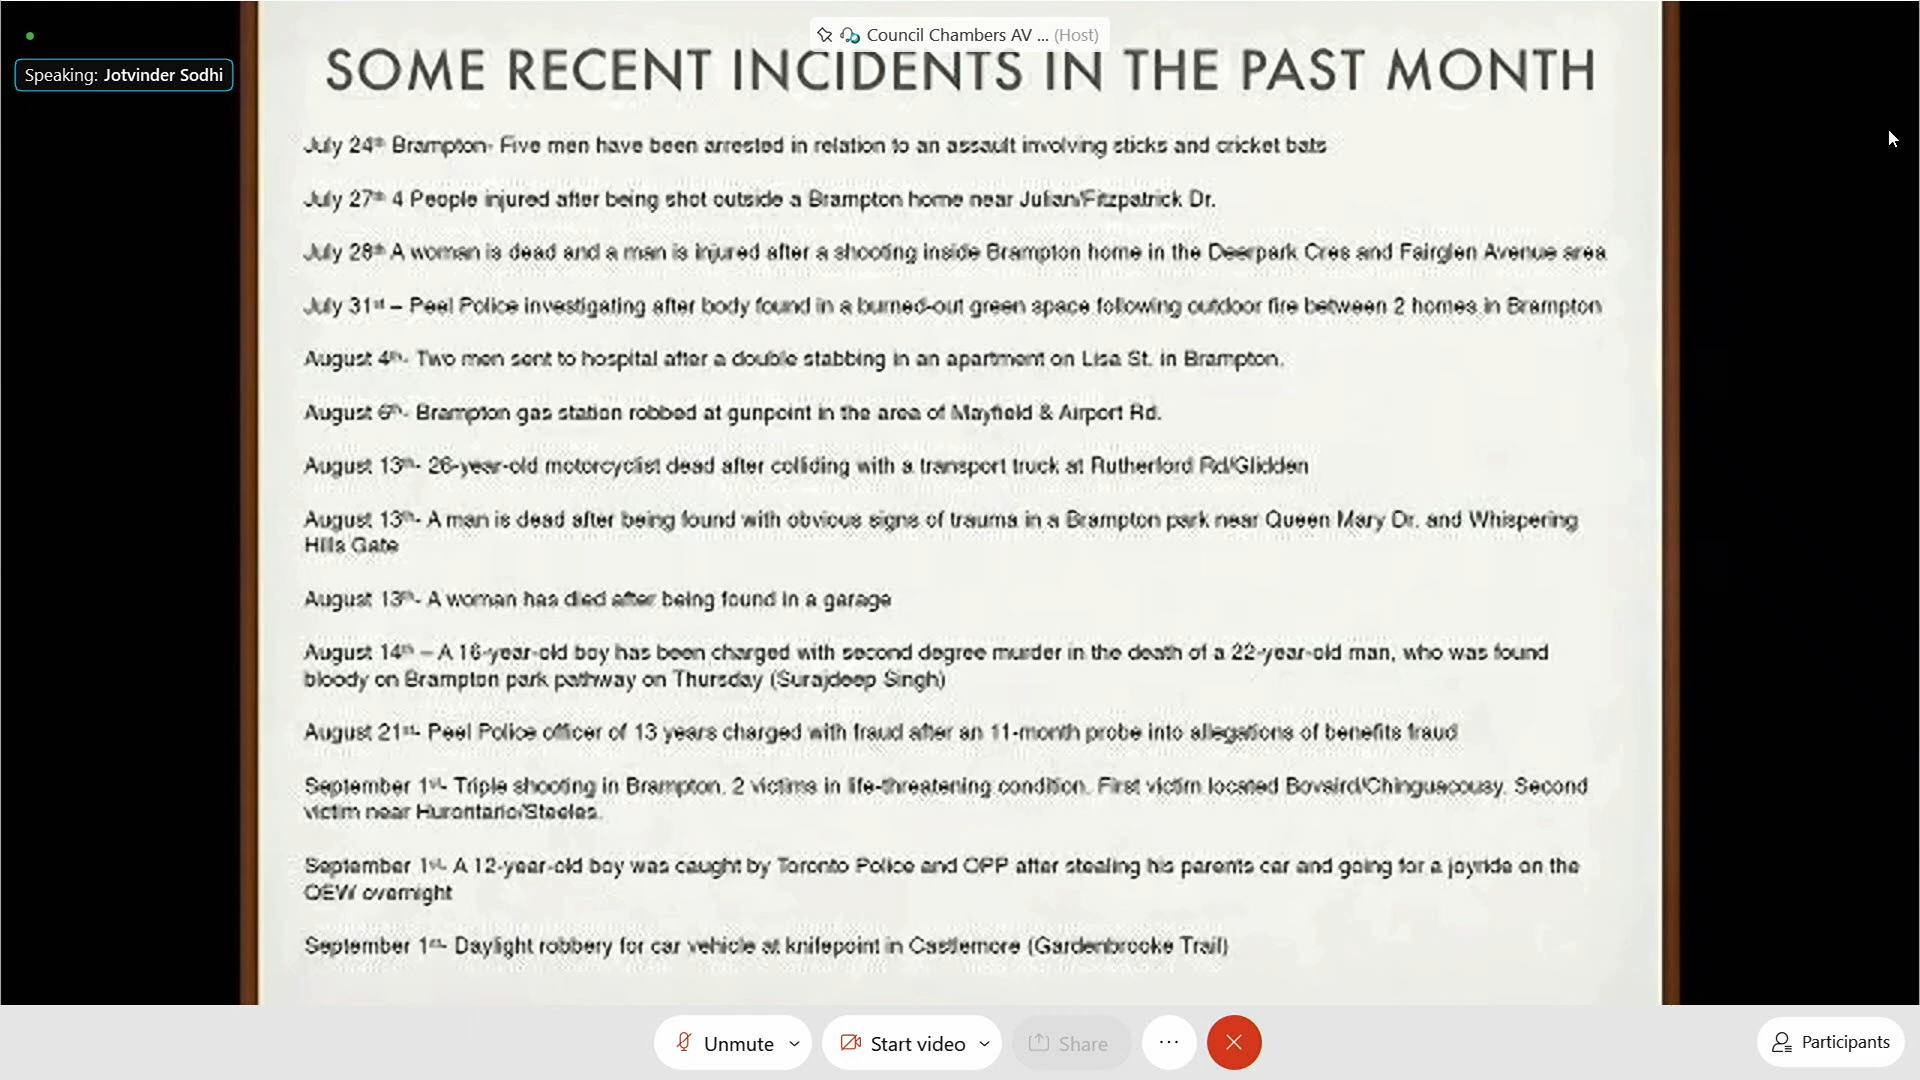 Council Chambers AV ... (Host)
Speaking: Jotvinder Sodhi
SOME RECENT INCIDENTS IN THE PAST MONTH
July 24th Brampton- Five men have been arrested in relation to an assault involving sticks and cricket bats
July 27th 4 People injured after being shot outside a Brampton home near Julian/Fitzpatrick Dr.
July 28th A woman is dead and a man is injured after a shooting inside Brampton home in the Deerpark Cres and Fairglen Avenue area
July 31st – Peel Police investigating after body found in a burned-out green space following outdoor fire between 2 homes in Brampton
August 4th- Two men sent to hospital after a double stabbing in an apartment on Lisa St. in Brampton.
August 6th- Brampton gas station robbed at gunpoint in the area of Mayfield & Airport Rd.
August 13th- 26-year-old motorcyclist dead after colliding with a transport truck at Rutherford Rd/Glidden
August 13th- A man is dead after being found with obvious signs of trauma in a Brampton park near Queen Mary Dr. and Whispering
Hills Gate
August 13th- A woman has died after being found in a garage
August 14th – A 16-year-old boy has been charged with second degree murder in the death of a 22-year-old man, who was found
bloody on Brampton park pathway on Thursday (Surajdeep Singh)
August 21st- Peel Police officer of 13 years charged with fraud after an 11-month probe into allegations of benefits fraud
September 1st- Triple shooting in Brampton. 2 victims in life-threatening condition. First victim located Bovaird/Chinguacousy. Second
victim near Hurontario/Steeles.
September 1st- A 12-year-old boy was caught by Toronto Police and OPP after stealing his parents car and going for a joyride on the
QEW overnight
September 1st- Daylight robbery for car vehicle at knifepoint in Castlemore (Gardenbrooke Trail)
Unmute
Start video
Share
Participants